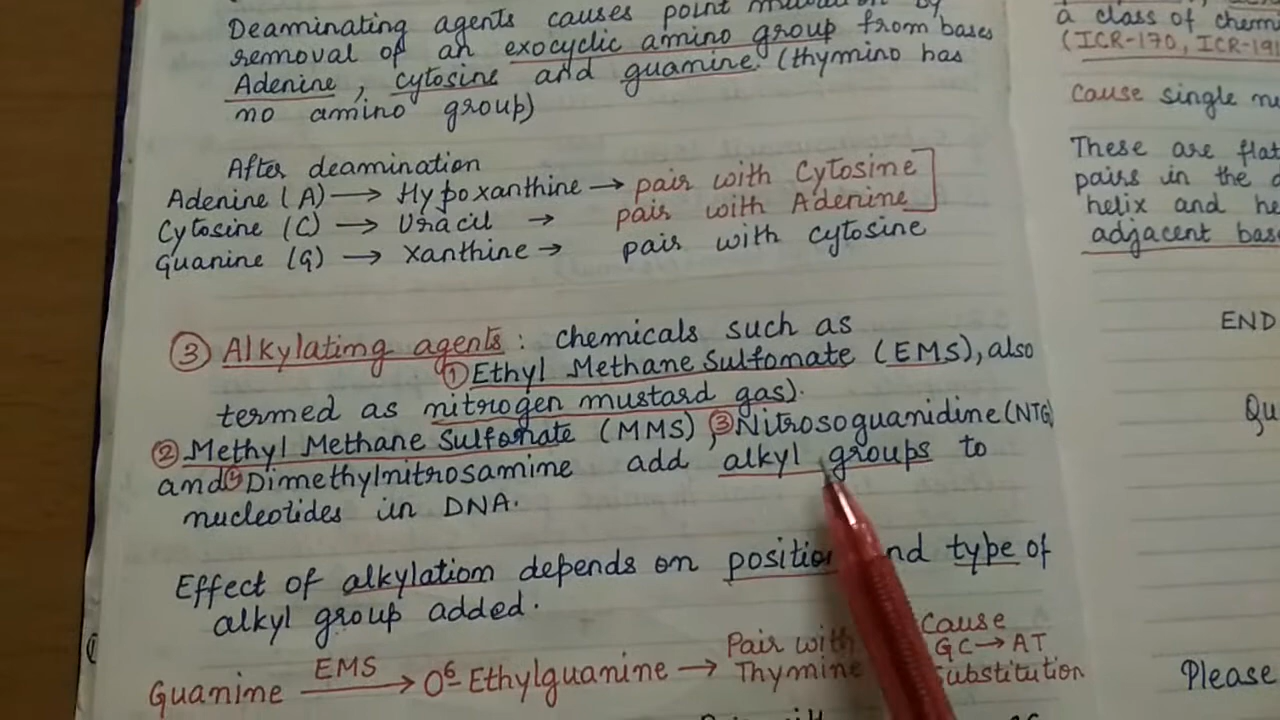 Deaminating agents causes point by
removal of an exocyclic amino group from bases
Adenine, cytosine and guanine. (thymine has
no amino group)
After deamination
Adenine (A) → Hypoxanthine → pair with Cytosine
Cytosine (C) → Uracil → pair with Adenine
Guanine (G) → Xanthine → pair with cytosine
③ Alkylating agents : chemicals such as
① Ethyl Methane Sulfonate (EMS), also
termed as nitrogen mustard gas).
② Methyl Methane Sulfonate (MMS), ③ Nitrosoguanidine (NTG)
and ④ Dimethylnitrosamine add alkyl groups to
nucleotides in DNA.
Effect of alkylation depends on position and type of
alkyl group added.
Guanine EMS → O6-Ethylguanine → Pair with Thymine
cause
GC → AT
Substitution
a class of
(ICR-170, ICR-191
cause single
These are flat
pairs in the
helix and
adjacent
END
Please